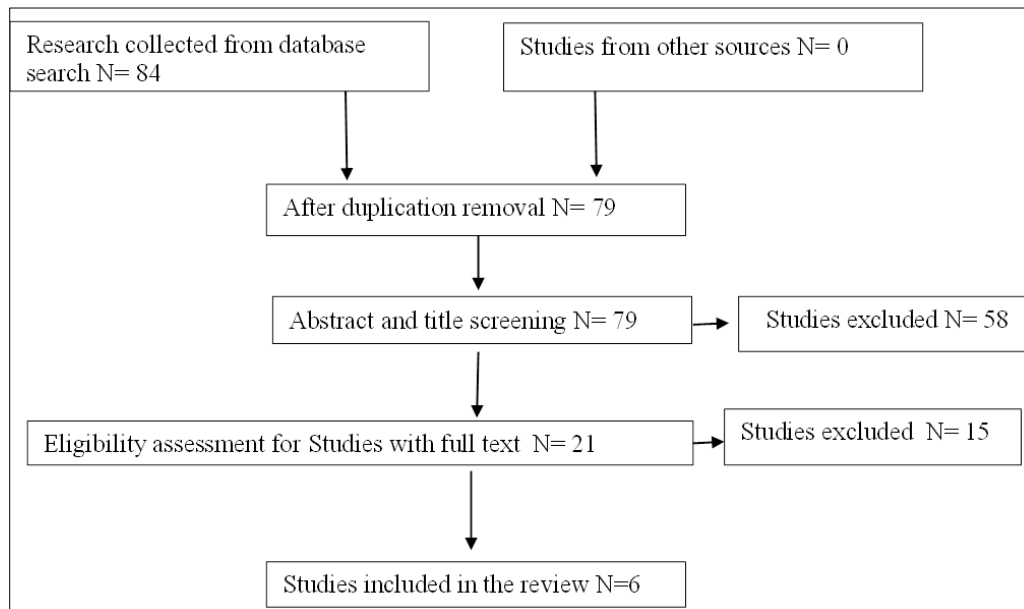 Research collected from database
search N= 84
Studies from other sources N= 0
After duplication removal N= 79
Abstract and title screening N= 79
Studies excluded N= 58
Eligibility assessment for Studies with full text N= 21
Studies excluded N= 15
Studies included in the review N=6